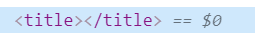 <title></title> == $0